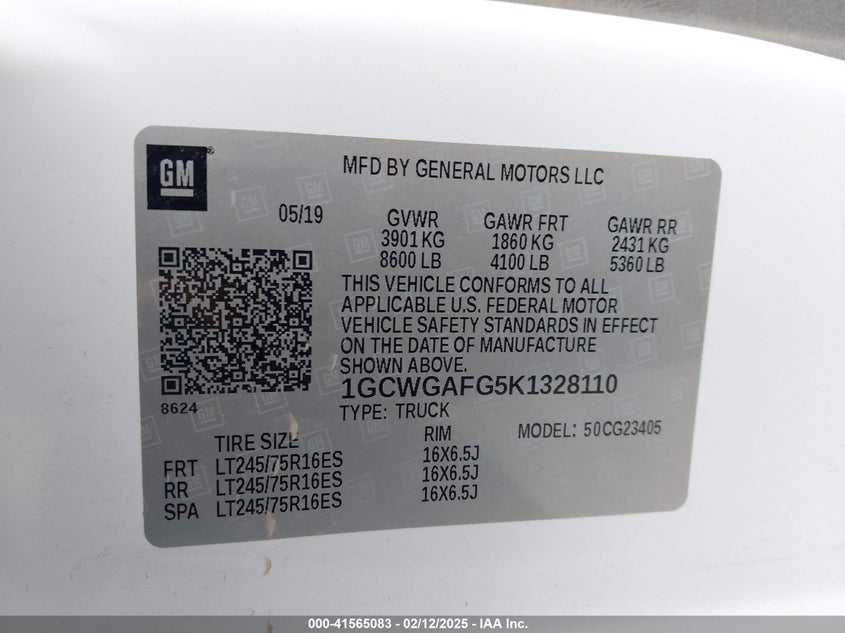 GM
MFD BY GENERAL MOTORS LLC
05/19
GVWR GAWR FRT GAWR RR
3901 KG 1860 KG 2431 KG
8600 LB 4100 LB 5360 LB
THIS VEHICLE CONFORMS TO ALL
APPLICABLE U.S. FEDERAL MOTOR
VEHICLE SAFETY STANDARDS IN EFFECT
ON THE DATE OF MANUFACTURE
SHOWN ABOVE.
8624
1GCWGAFG5K1328110
TYPE: TRUCK
MODEL: 50CG23405
TIRE SIZE RIM
FRT LT245/75R16ES 16X6.5J
RR LT245/75R16ES 16X6.5J
SPA LT245/75R16ES 16X6.5J
000-41565083 - 02/12/2025 - IAA Inc.